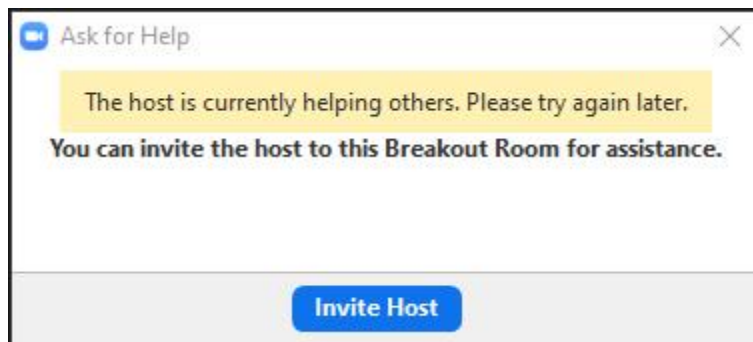 Ask for Help
The host is currently helping others. Please try again later.
You can invite the host to this Breakout Room for assistance.
Invite Host